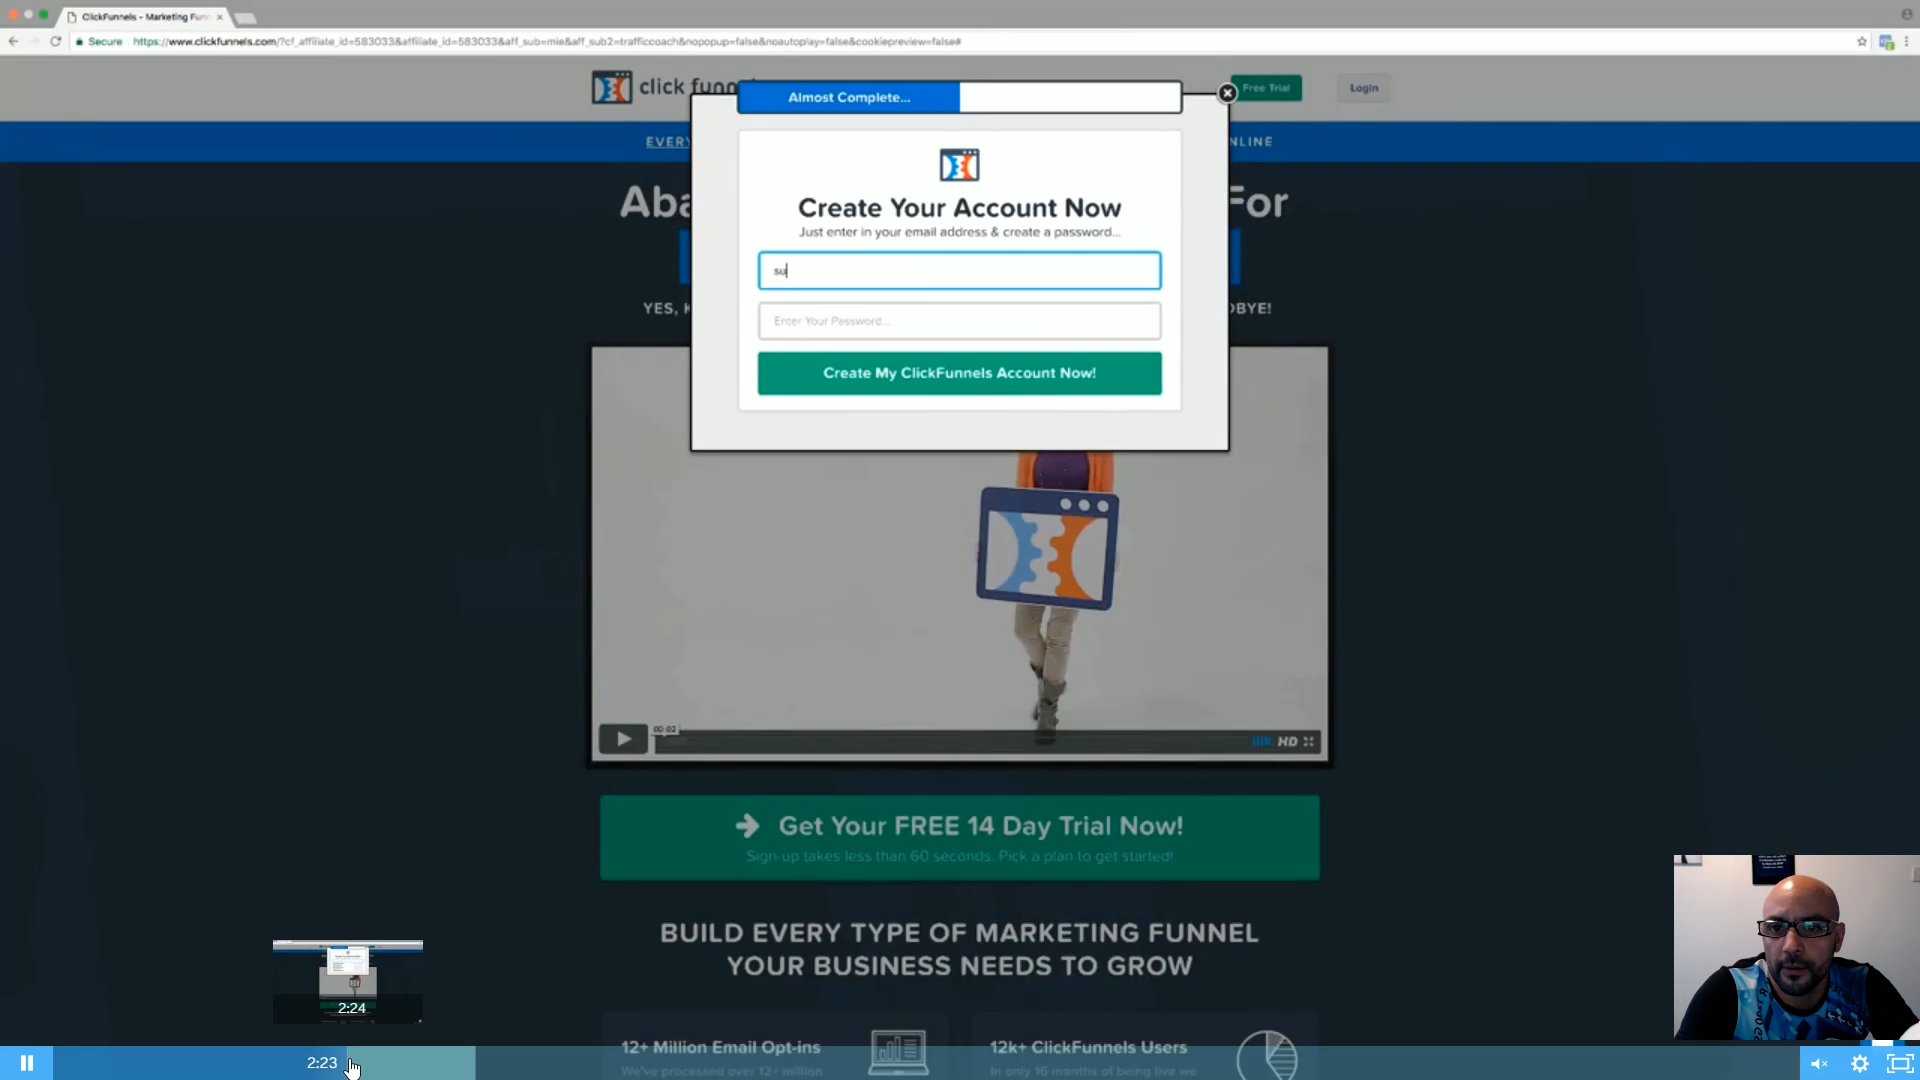 ClickFunnels - Marketing Fun
Secure https://www.clickfunnels.com/?cf_affiliate_id=583033&affiliate_id=583033&aff_sub=mie&aff_sub2=trafficcoach&nopopup=false&noautoplay=false&cookiepreview=false#
click funn
Free Trial
Login
Almost Complete...
EVERY
NLINE
Aba
For
Create Your Account Now
Just enter in your email address & create a password...
su
YES,
DBYE!
Enter Your Password...
Create My ClickFunnels Account Now!
00:02
HD
Get Your FREE 14 Day Trial Now!
Sign-up takes less than 60 seconds. Pick a plan to get started!
BUILD EVERY TYPE OF MARKETING FUNNEL
YOUR BUSINESS NEEDS TO GROW
2:24
12+ Million Email Opt-ins
12k+ ClickFunnels Users
We've processed over 12+ million
In only 16 months of being live we
2:23